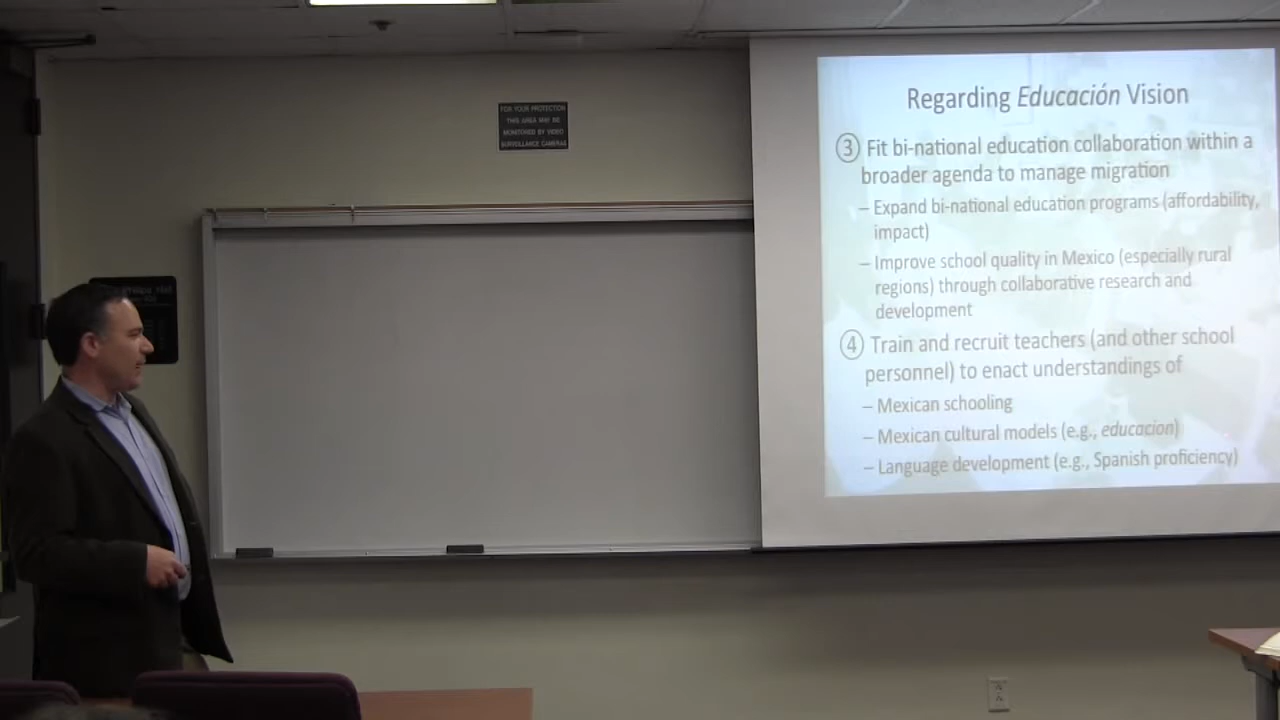 FOR YOUR PROTECTION
THIS AREA MAY BE
MONITORED BY VIDEO
SURVEILLANCE CAMERAS
Regarding Educación Vision
③ Fit bi-national education collaboration within a
broader agenda to manage migration
– Expand bi-national education programs (affordability,
impact)
– Improve school quality in Mexico (especially rural
regions) through collaborative research and
development
④ Train and recruit teachers (and other school
personnel) to enact understandings of
– Mexican schooling
– Mexican cultural models (e.g., educacion)
– Language development (e.g., Spanish proficiency)